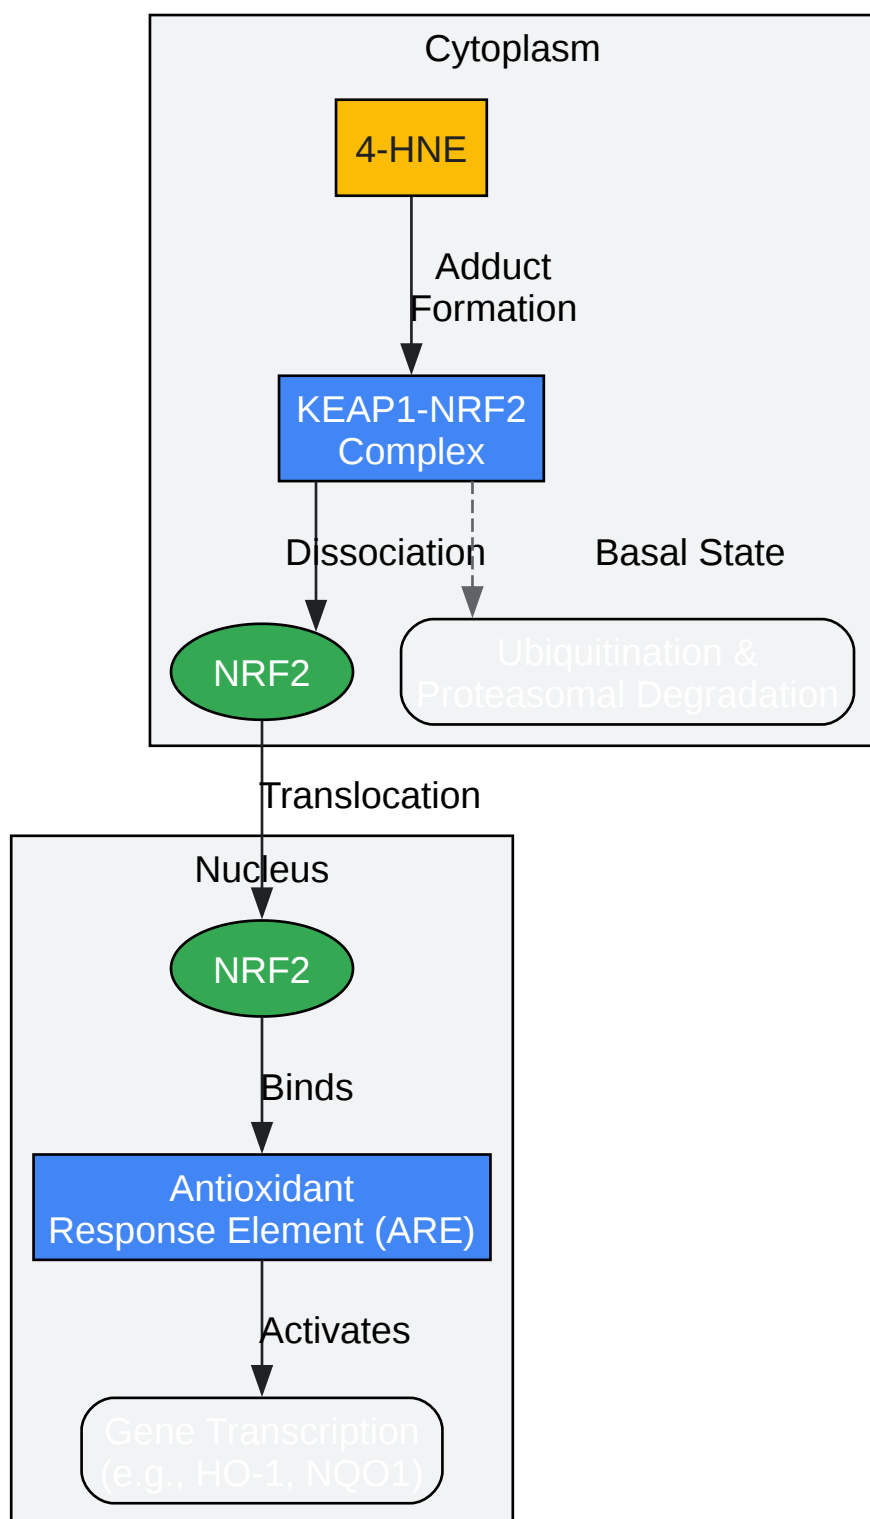 Cytoplasm
4-HNE
Adduct
Formation
KEAP1-NRF2
Complex
Dissociation
Basal State
NRF2
Ubiquitination &
Proteasomal Degradation
Translocation
Nucleus
NRF2
Binds
Antioxidant
Response Element (ARE)
Activates
Gene Transcription
(e.g., HO-1, NQO1)